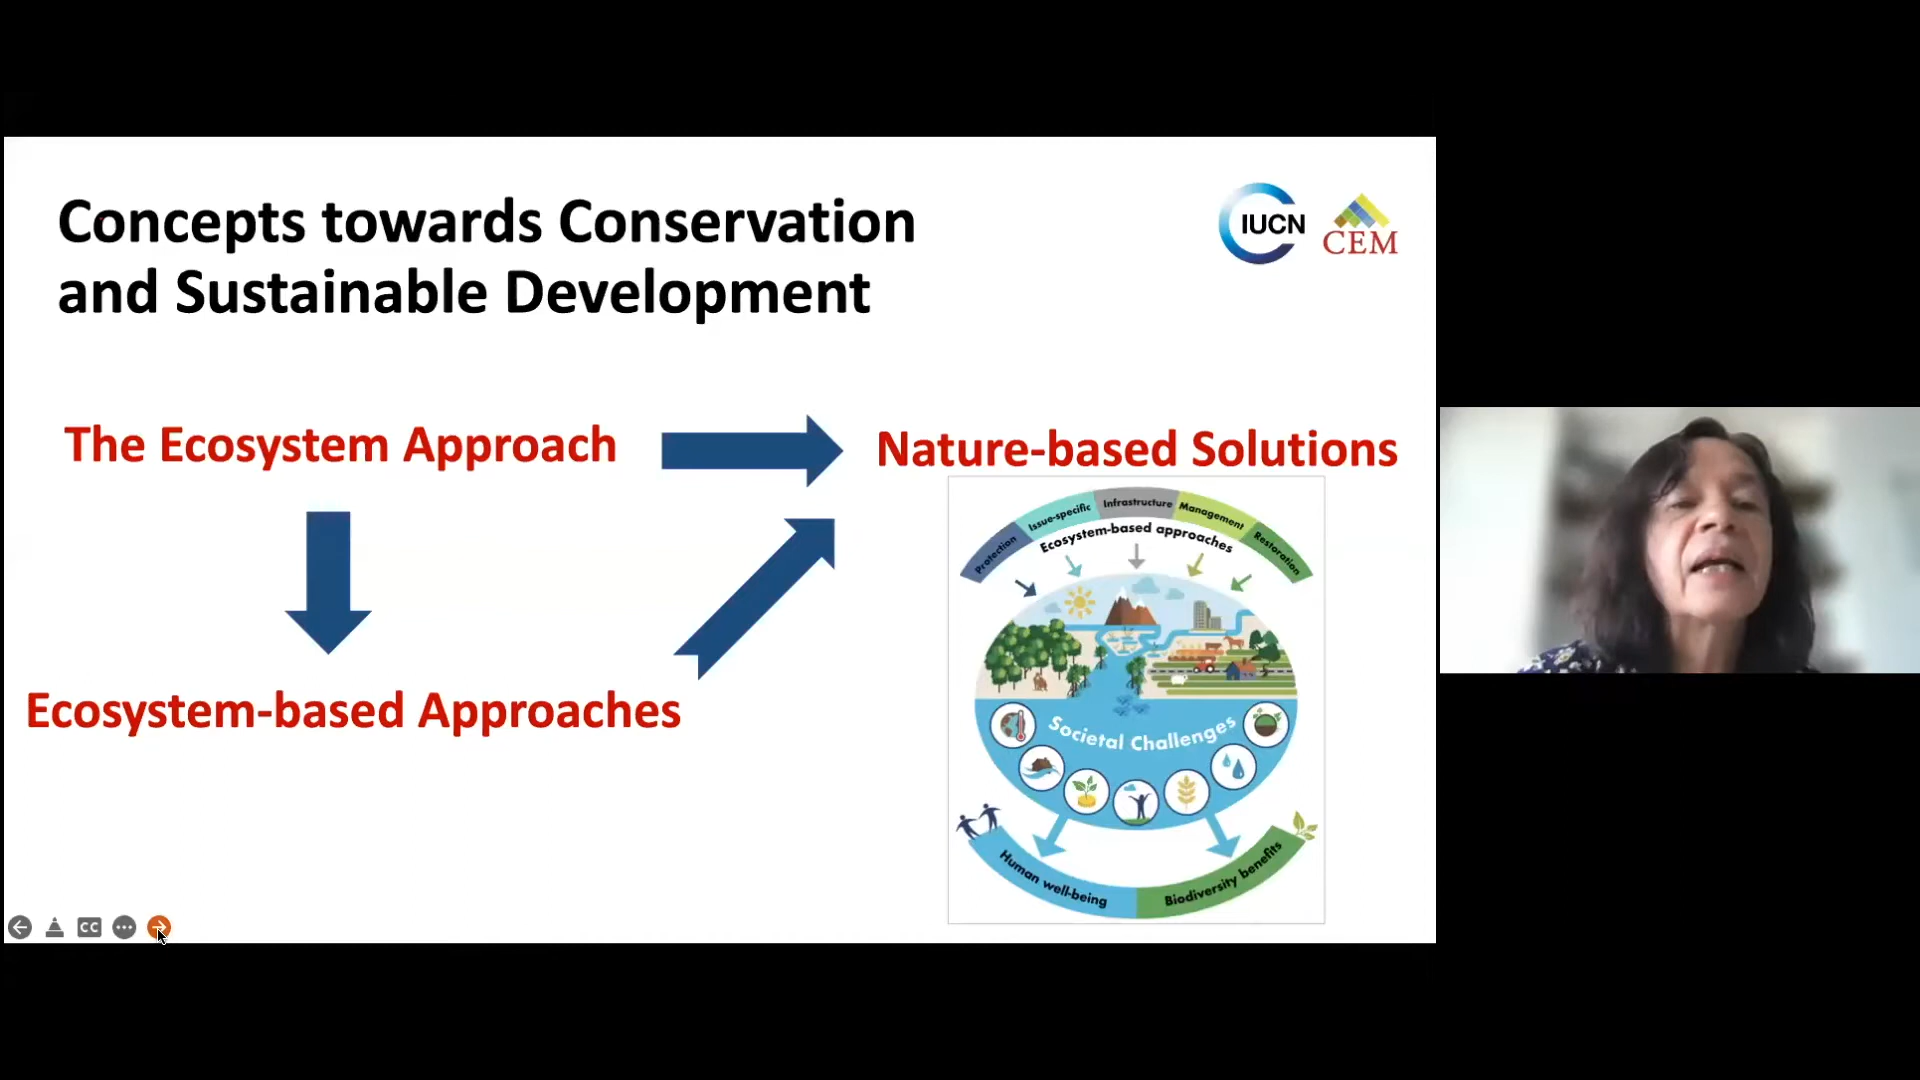 Concepts towards Conservation
and Sustainable Development
IUCN
CEM
The Ecosystem Approach
Nature-based Solutions
Protection
Issue-specific
Infrastructure
Management
Restoration
Ecosystem-based approaches
Ecosystem-based Approaches
Societal Challenges
Human well-being
Biodiversity benefits
CC